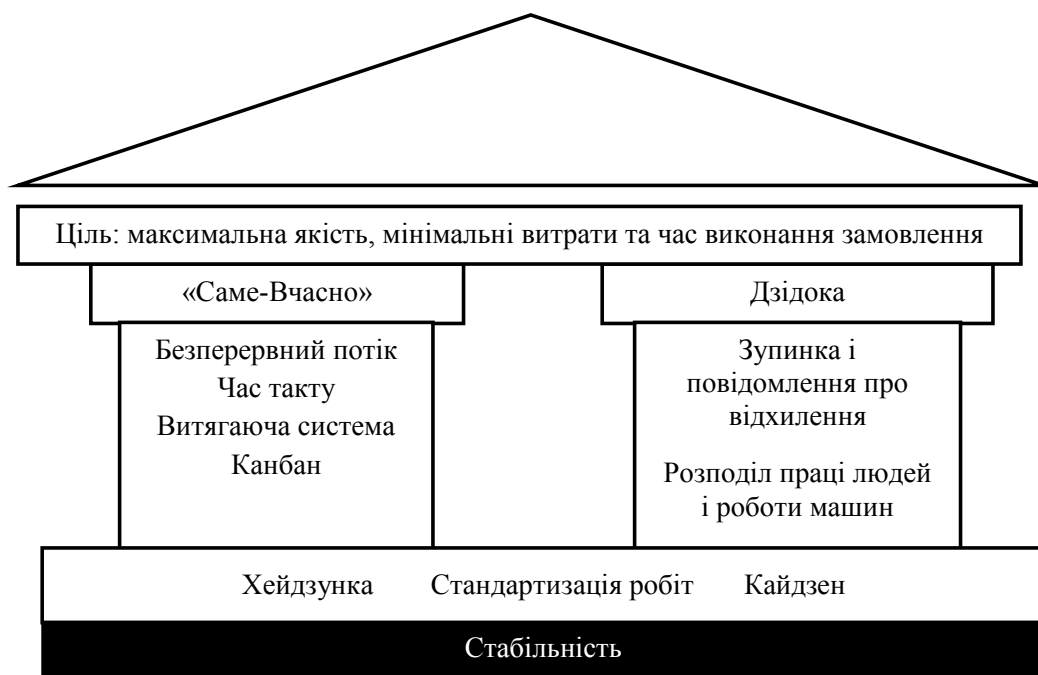 Ціль: максимальна якість, мінімальні витрати та час виконання замовлення
«Саме-Вчасно»
Дзідока
Безперервний потік
Час такту
Витягаюча система
Канбан
Зупинка і
повідомлення про
відхилення
Розподіл праці людей
і роботи машин
Хейдзунка Стандартизація робіт Кайдзен
Стабільність